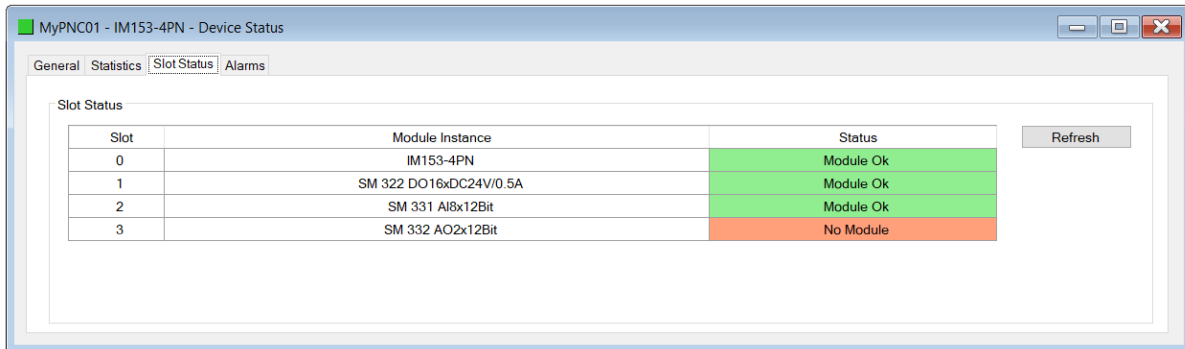 MyPNC01 - IM153-4PN - Device Status
General Statistics Slot Status Alarms
Slot Status
Slot Module Instance Status Refresh
0 IM153-4PN Module Ok
1 SM 322 DO16xDC24V/0.5A Module Ok
2 SM 331 AI8x12Bit Module Ok
3 SM 332 AO2x12Bit No Module